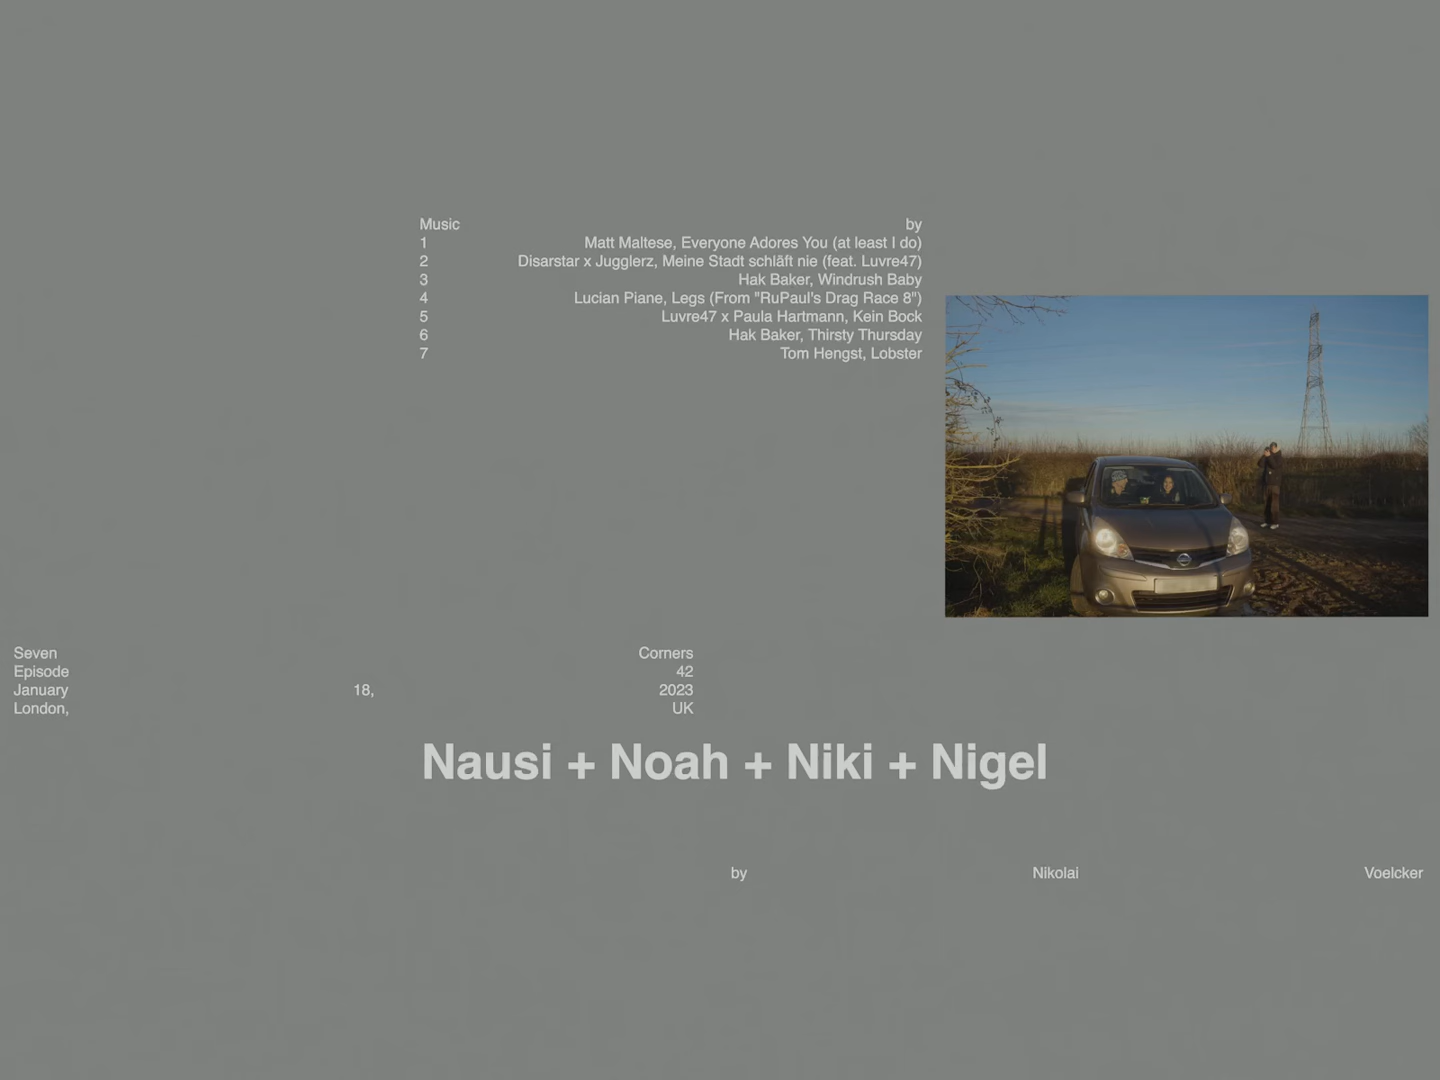 Music by
1 Matt Maltese, Everyone Adores You (at least I do)
2 Disarstar x Jugglerz, Meine Stadt schläft nie (feat. Luvre47)
3 Hak Baker, Windrush Baby
4 Lucian Piane, Legs (From "RuPaul's Drag Race 8")
5 Luvre47 x Paula Hartmann, Kein Bock
6 Hak Baker, Thirsty Thursday
7 Tom Hengst, Lobster
Seven Corners
Episode 42
January 18, 2023
London, UK
Nausi + Noah + Niki + Nigel
by Nikolai Voelcker